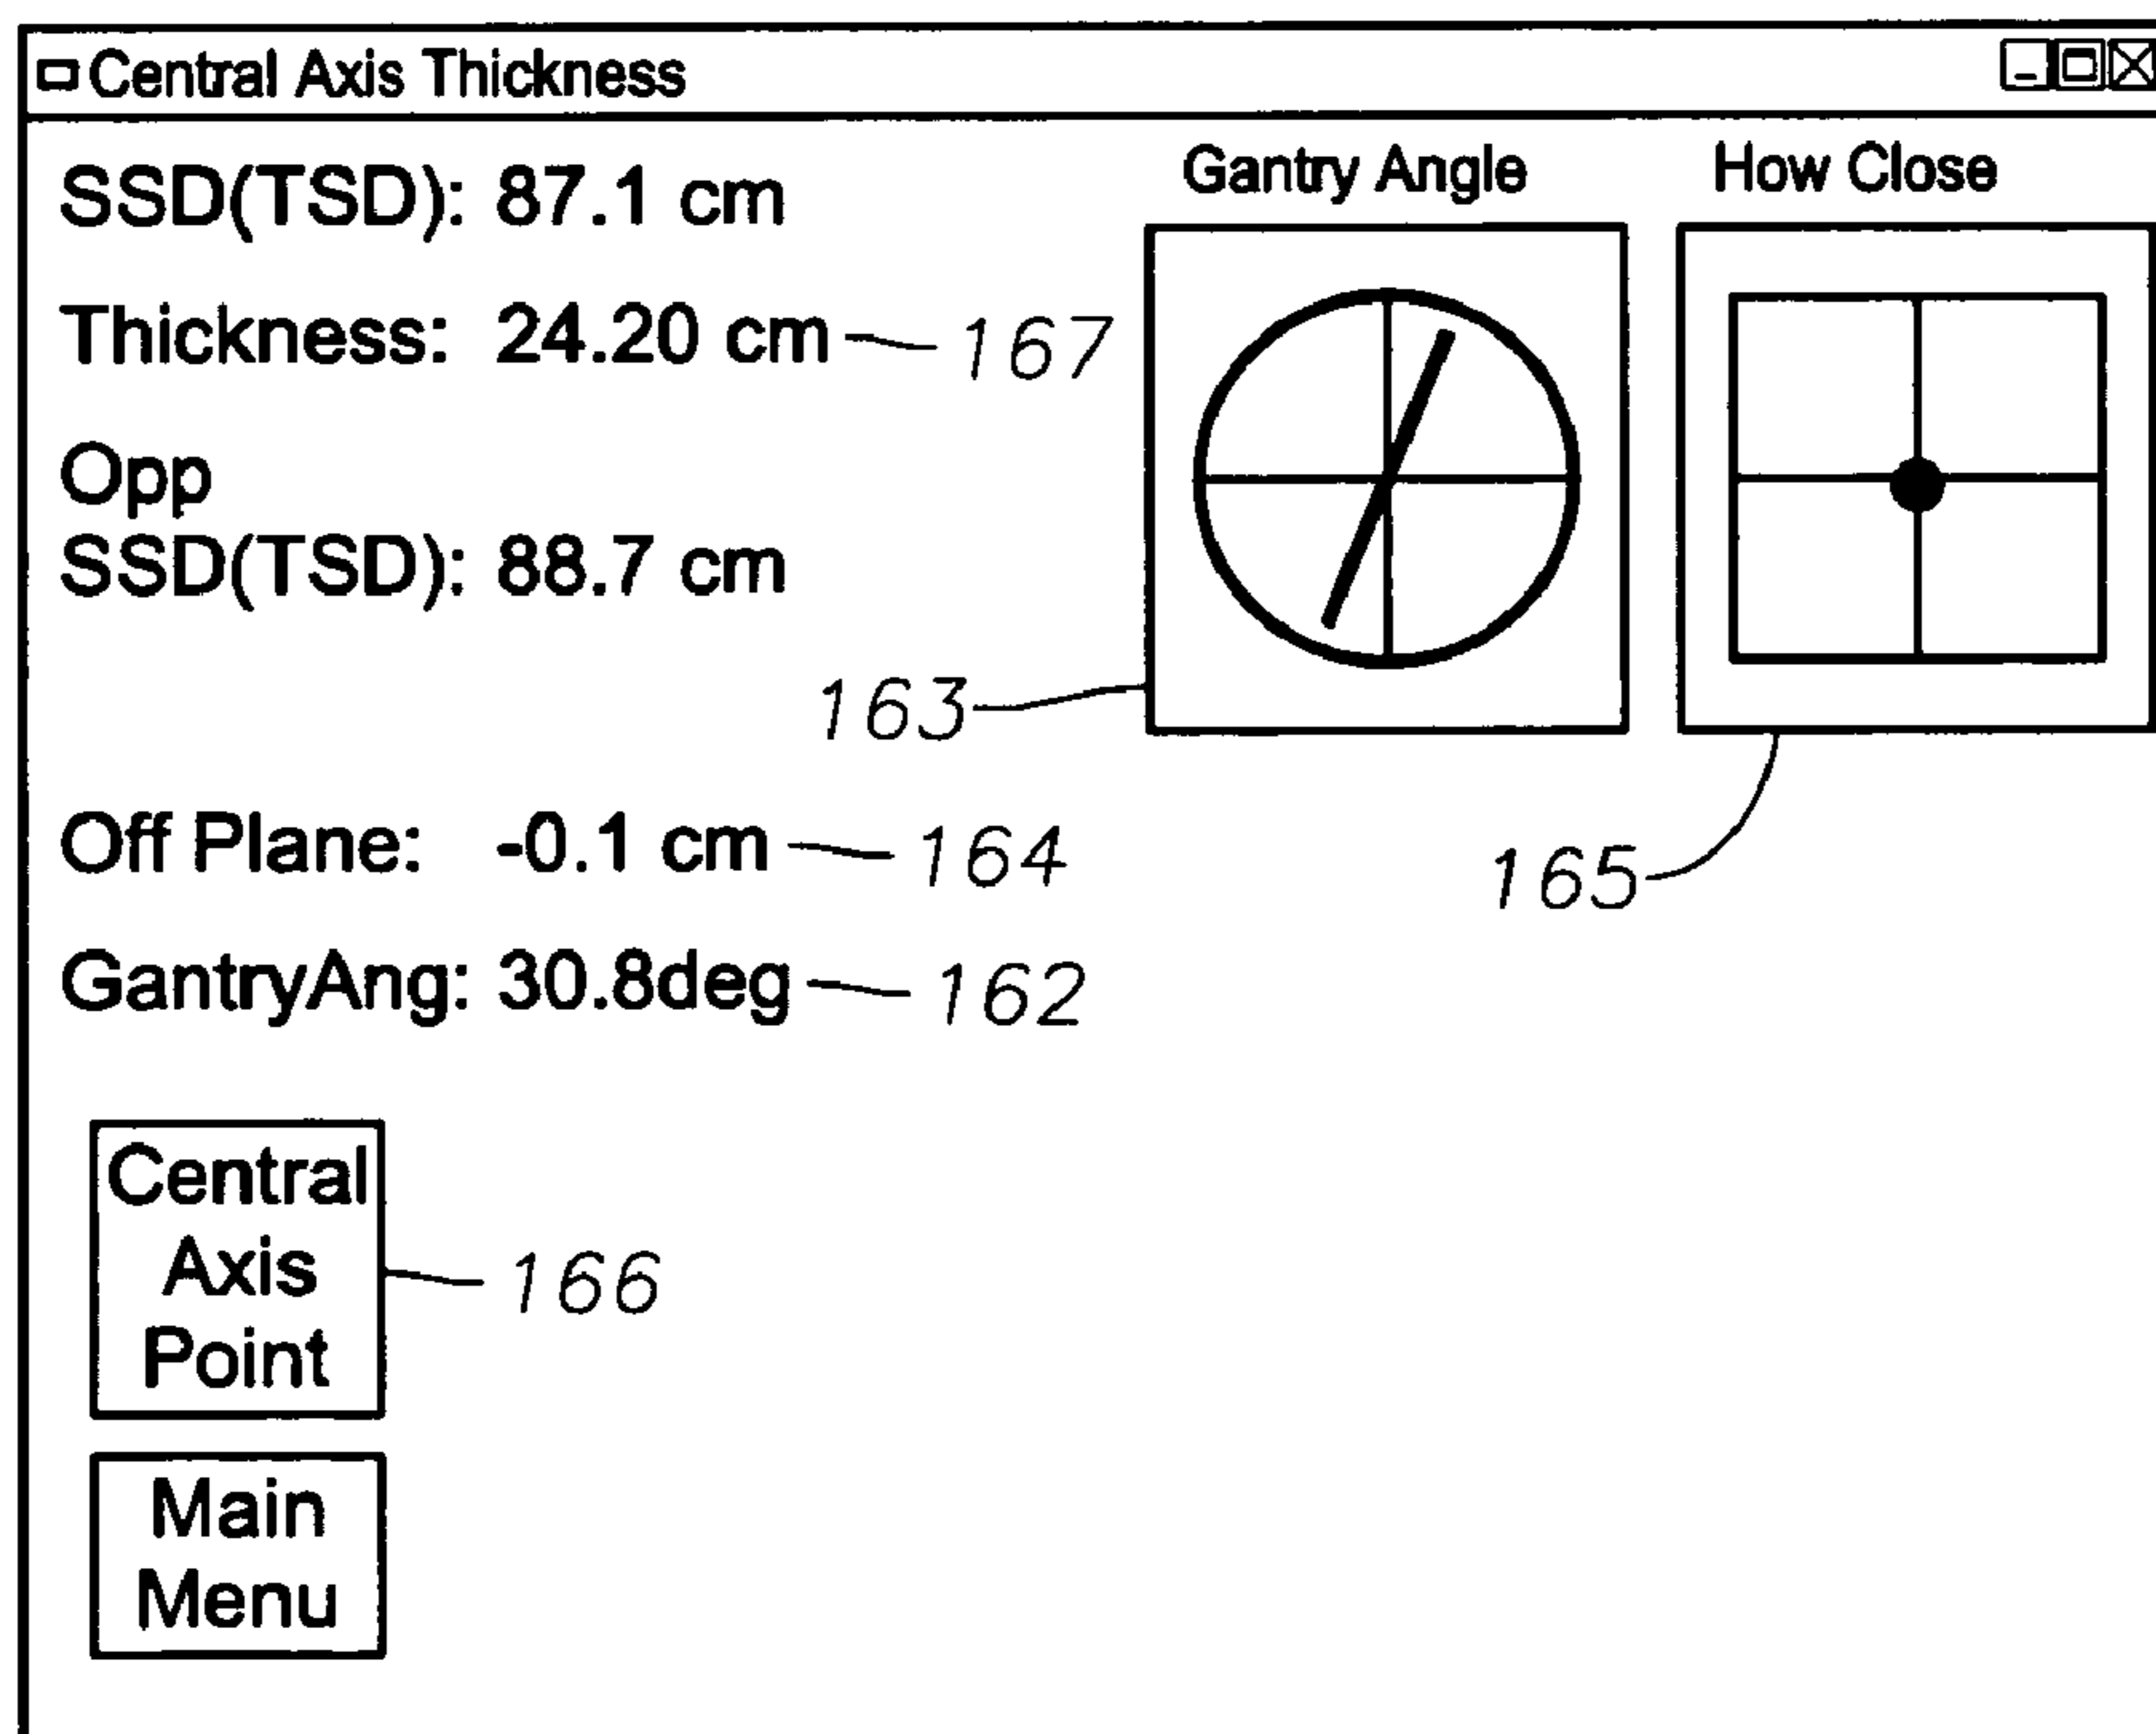 Central Axis Thickness
SSD(TSD): 87.1 cm
Gantry Angle
How Close
Thickness: 24.20 cm
167
Opp
SSD(TSD): 88.7 cm
163
Off Plane: -0.1 cm
164
165
GantryAng: 30.8deg
162
Central
Axis
Point
166
Main
Menu